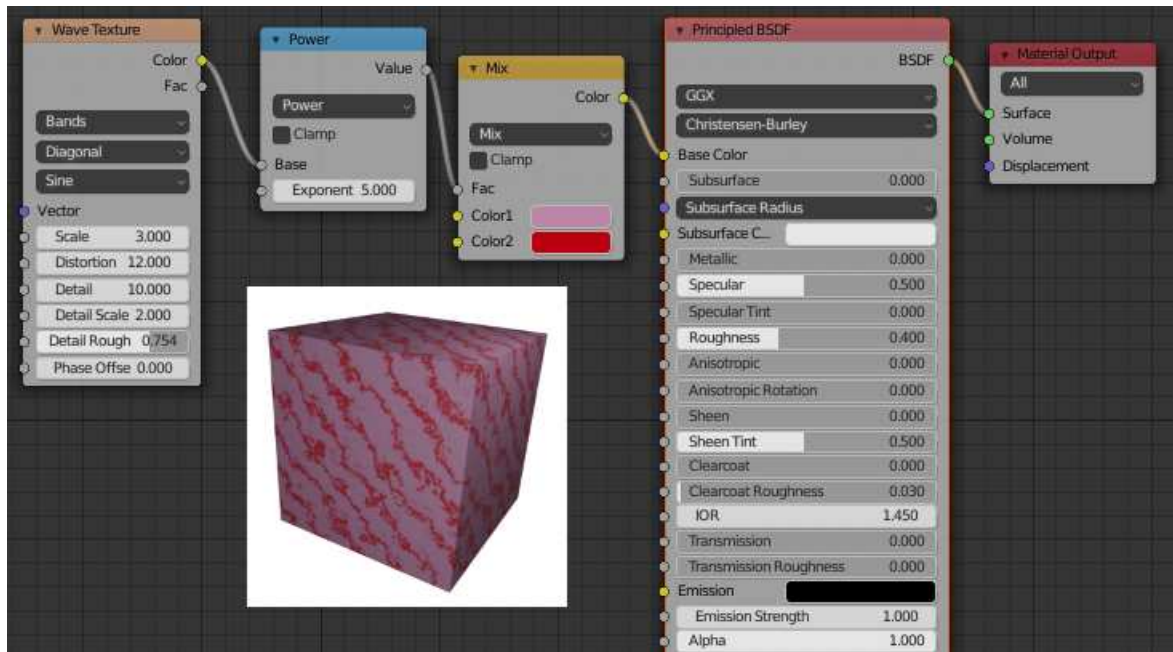 Wave Texture
Color
Fac
Bands
Diagonal
Sine
Vector
Scale 3.000
Distortion 12.000
Detail 10.000
Detail Scale 2.000
Detail Rough 0.754
Phase Offse 0.000
Power
Value
Power
Clamp
Base
Exponent 5.000
Mix
Color
Mix
Clamp
Fac
Color1
Color2
Principled BSDF
BSDF
GGX
Christensen-Burley
Base Color
Subsurface 0.000
Subsurface Radius
Subsurface C...
Metallic 0.000
Specular 0.500
Specular Tint 0.000
Roughness 0.400
Anisotropic 0.000
Anisotropic Rotation 0.000
Sheen 0.000
Sheen Tint 0.500
Clearcoat 0.000
Clearcoat Roughness 0.030
IOR 1.450
Transmission 0.000
Transmission Roughness 0.000
Emission
Emission Strength 1.000
Alpha 1.000
Material Output
All
Surface
Volume
Displacement